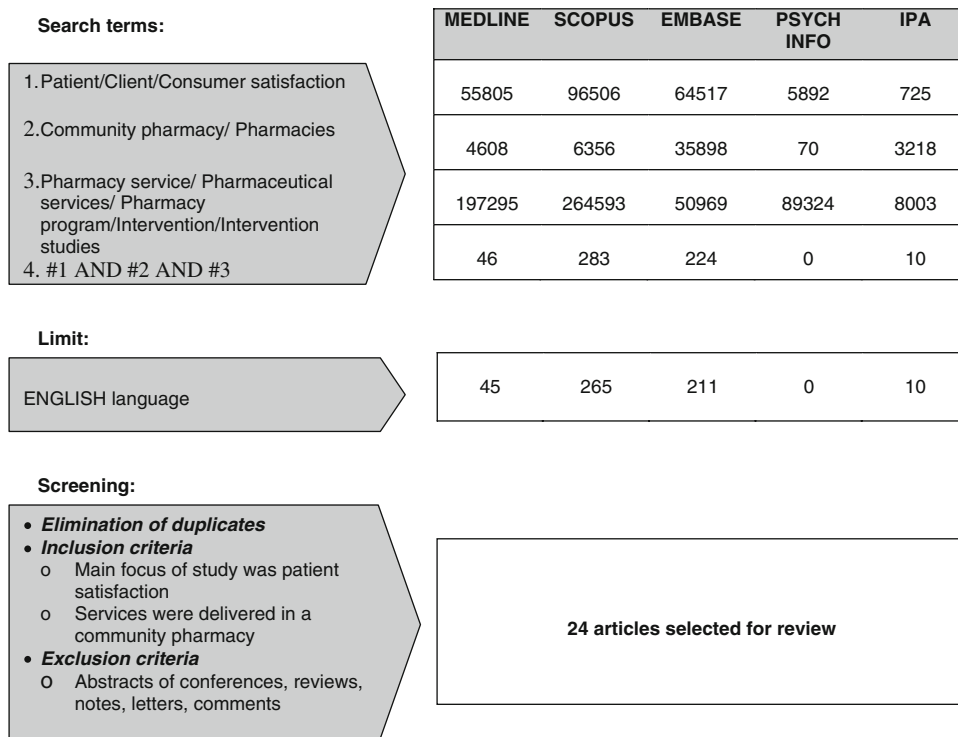 Search terms:
MEDLINE SCOPUS EMBASE PSYCH INFO IPA
1.Patient/Client/Consumer satisfaction
55805 96506 64517 5892 725
2.Community pharmacy/ Pharmacies
4608 6356 35898 70 3218
3.Pharmacy service/ Pharmaceutical
services/ Pharmacy
program/Intervention/Intervention
studies
197295 264593 50969 89324 8003
4. #1 AND #2 AND #3
46 283 224 0 10
Limit:
ENGLISH language
45 265 211 0 10
Screening:
• Elimination of duplicates
• Inclusion criteria
o Main focus of study was patient
satisfaction
o Services were delivered in a
community pharmacy
• Exclusion criteria
o Abstracts of conferences, reviews,
notes, letters, comments
24 articles selected for review